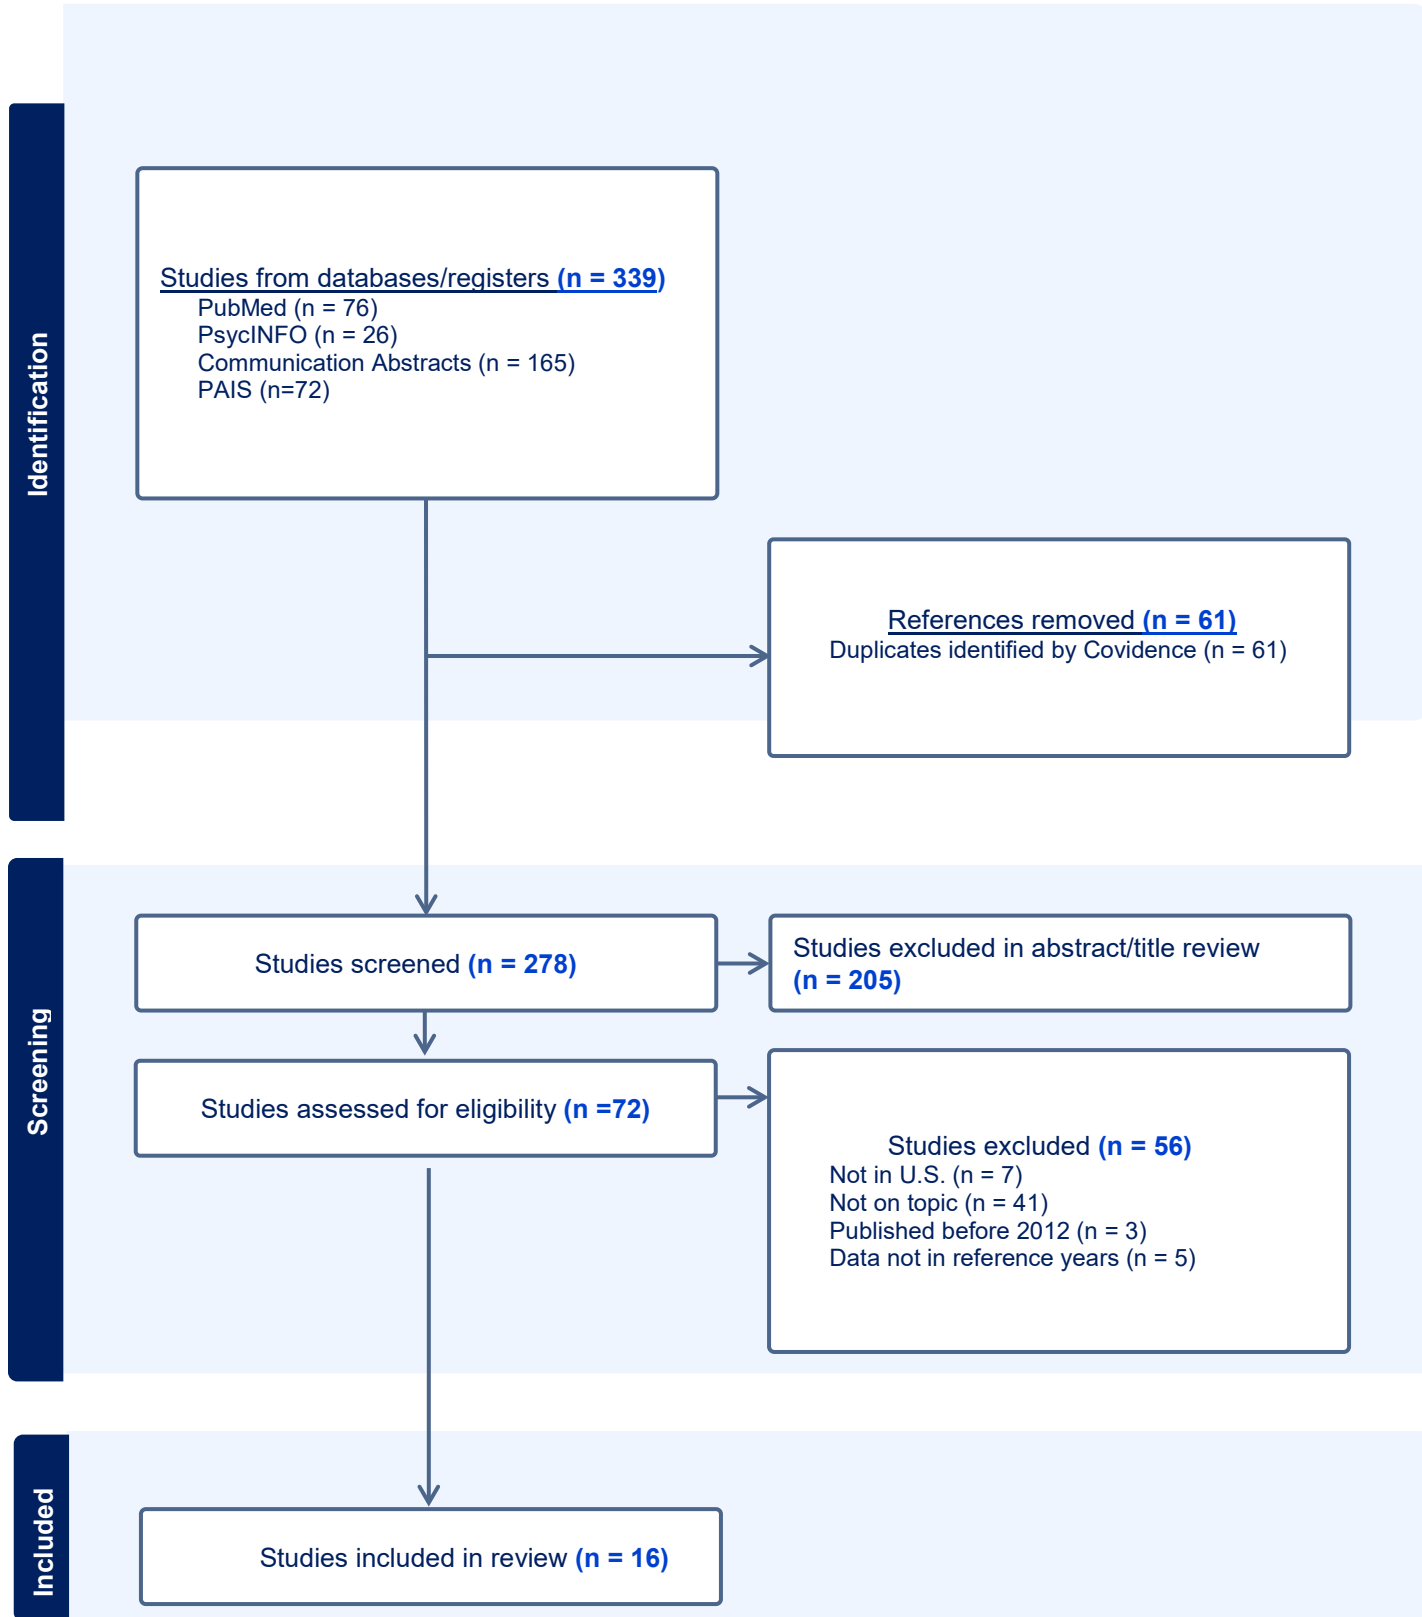 Identification
Studies from databases/registers (n = 339)
PubMed (n = 76)
PsycINFO (n = 26)
Communication Abstracts (n = 165)
PAIS (n=72)
References removed (n = 61)
Duplicates identified by Covidence (n = 61)
Screening
Studies screened (n = 278)
Studies excluded in abstract/title review
(n = 205)
Studies assessed for eligibility (n =72)
Studies excluded (n = 56)
Not in U.S. (n = 7)
Not on topic (n = 41)
Published before 2012 (n = 3)
Data not in reference years (n = 5)
Included
Studies included in review (n = 16)